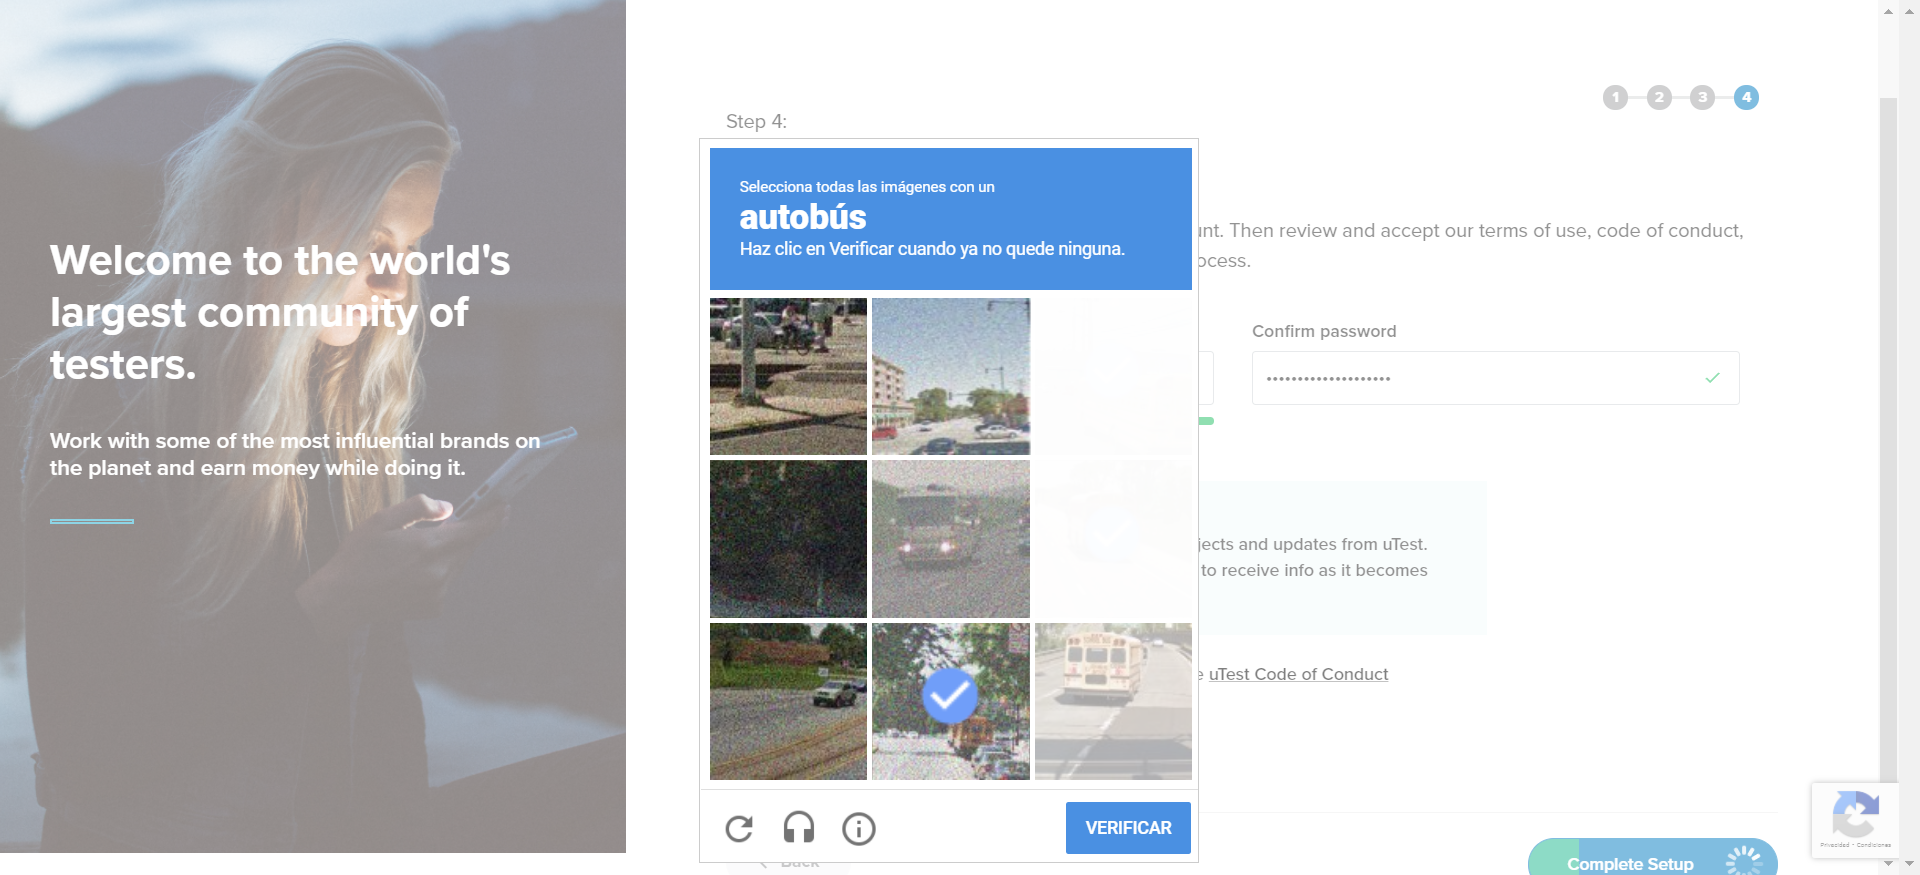 Welcome to the world's
largest community of
testers.
Work with some of the most influential brands on
the planet and earn money while doing it.
1 2 3 4
Step 4:
Selecciona todas las imágenes con un
autobús
Haz clic en Verificar cuando ya no quede ninguna.
unt. Then review and accept our terms of use, code of conduct,
ocess.
Confirm password
jects and updates from uTest.
to receive info as it becomes
e uTest Code of Conduct
VERIFICAR
Back
Complete Setup
Privacidad - Condiciones